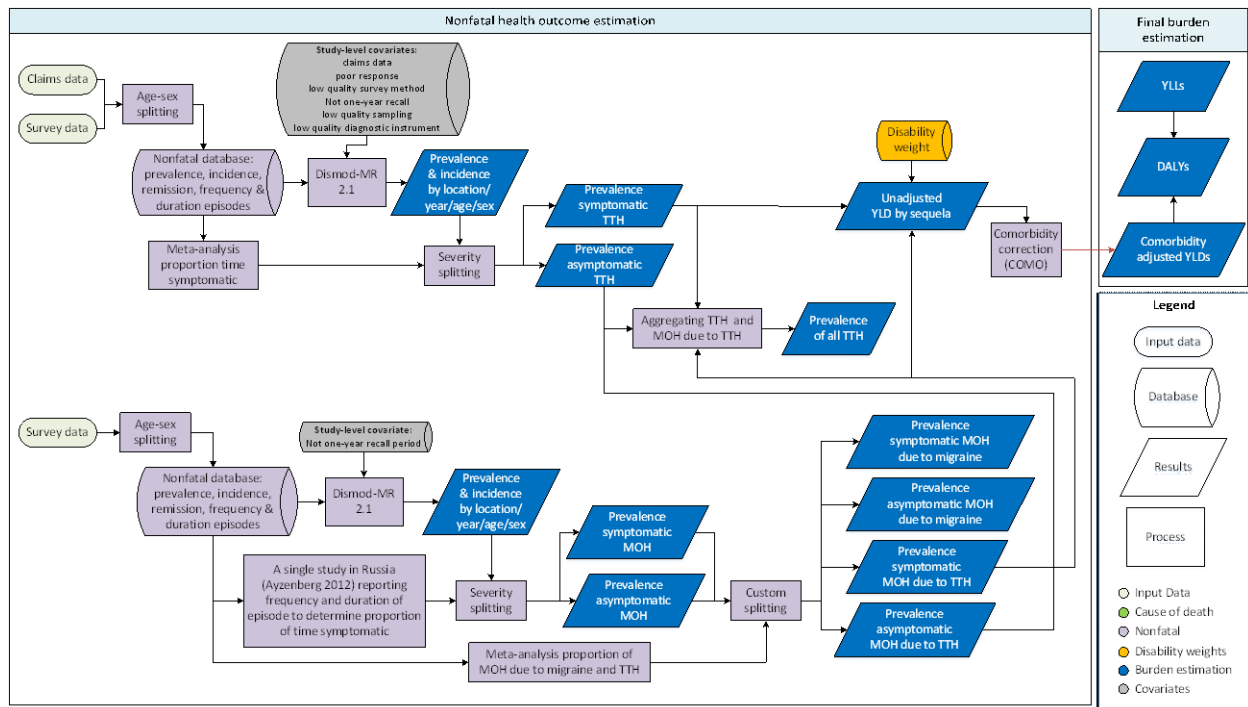 Nonfatal health outcome estimation
Final burden
estimation
Claims data
Survey data
Age-sex
splitting
Study-level covariates:
claims data
poor response
low quality survey method
Not one-year recall
low quality sampling
low quality diagnostic instrument
Nonfatal database:
prevalence, incidence,
remission, frequency &
duration episodes
Dismod-MR
2.1
Prevalence
& incidence
by location/
year/age/sex
Meta-analysis
proportion time
symptomatic
Severity
splitting
Prevalence
symptomatic
TTH
Prevalence
asymptomatic
TTH
Disability
weight
Unadjusted
YLD by sequela
Comorbidity
correction
(COMO)
YLLs
DALYs
Comorbidity
adjusted YLDs
Aggregating TTH and
MOH due to TTH
Prevalence
of all TTH
Survey data
Age-sex
splitting
Study-level covariate:
Not one-year recall period
Nonfatal database:
prevalence, incidence,
remission, frequency &
duration episodes
Dismod-MR
2.1
Prevalence
& incidence
by location/
year/age/sex
A single study in Russia
(Ayzenberg 2012) reporting
frequency and duration of
episode to determine proportion
of time symptomatic
Severity
splitting
Prevalence
symptomatic
MOH
Prevalence
asymptomatic
MOH
Custom
splitting
Meta-analysis proportion of
MOH due to migraine and TTH
Prevalence
symptomatic MOH
due to migraine
Prevalence
asymptomatic MOH
due to migraine
Prevalence
symptomatic
MOH due to TTH
Prevalence
asymptomatic
MOH due to TTH
Legend
Input data
Database
Results
Process
Input Data
Cause of death
Nonfatal
Disability weights
Burden estimation
Covariates